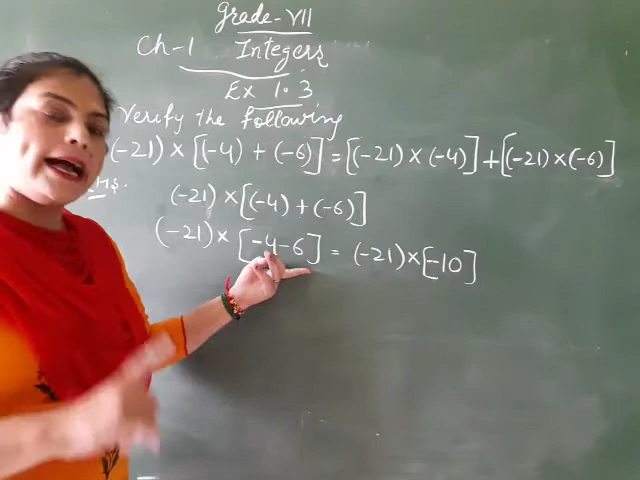 Grade-VII
Ch-1 Integers
Ex 1.3
Verify the following
(-21) × [(-4) + (-6)] = [(-21) × (-4)] + [(-21) × (-6)]
(-21) × [(-4) + (-6)]
(-21) × [-4-6] = (-21) × [-10]